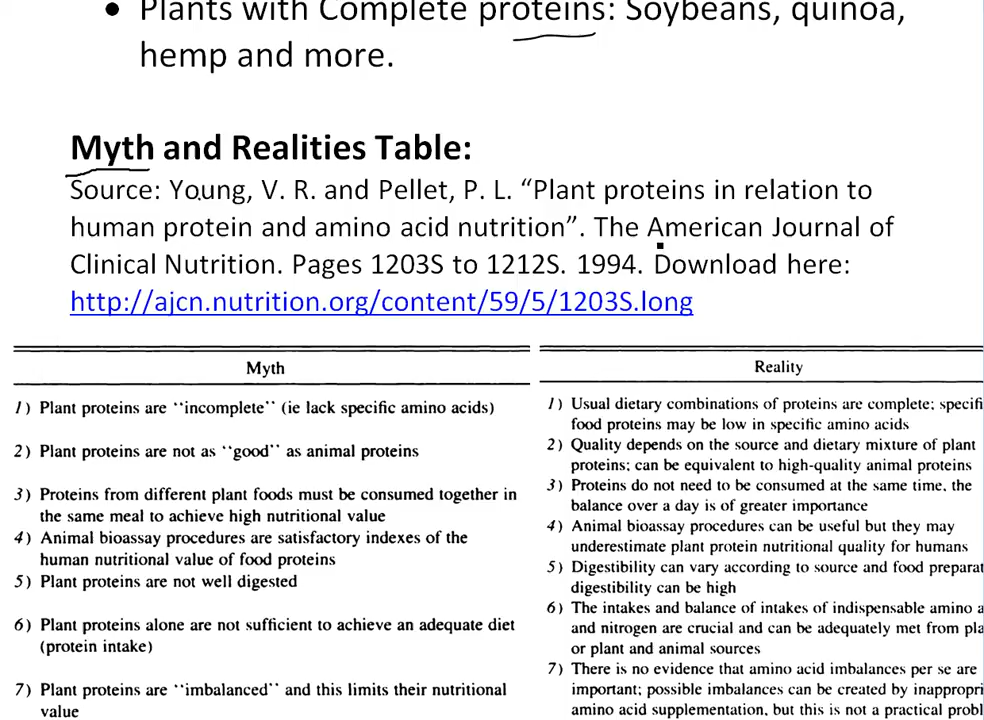 • Plants with Complete proteins: Soybeans, quinoa,
hemp and more.
Myth and Realities Table:
Source: Young, V. R. and Pellet, P. L. “Plant proteins in relation to
human protein and amino acid nutrition”. The American Journal of
Clinical Nutrition. Pages 1203S to 1212S. 1994. Download here:
http://ajcn.nutrition.org/content/59/5/1203S.long
Myth
1) Plant proteins are “incomplete” (ie lack specific amino acids)
2) Plant proteins are not as “good” as animal proteins
3) Proteins from different plant foods must be consumed together in
the same meal to achieve high nutritional value
4) Animal bioassay procedures are satisfactory indexes of the
human nutritional value of food proteins
5) Plant proteins are not well digested
6) Plant proteins alone are not sufficient to achieve an adequate diet
(protein intake)
7) Plant proteins are “imbalanced” and this limits their nutritional
value
Reality
1) Usual dietary combinations of proteins are complete; specifi
food proteins may be low in specific amino acids
2) Quality depends on the source and dietary mixture of plant
proteins; can be equivalent to high-quality animal proteins
3) Proteins do not need to be consumed at the same time, the
balance over a day is of greater importance
4) Animal bioassay procedures can be useful but they may
underestimate plant protein nutritional quality for humans
5) Digestibility can vary according to source and food preparat
digestibility can be high
6) The intakes and balance of intakes of indispensable amino a
and nitrogen are crucial and can be adequately met from pla
or plant and animal sources
7) There is no evidence that amino acid imbalances per se are
important; possible imbalances can be created by inappropri
amino acid supplementation, but this is not a practical probl